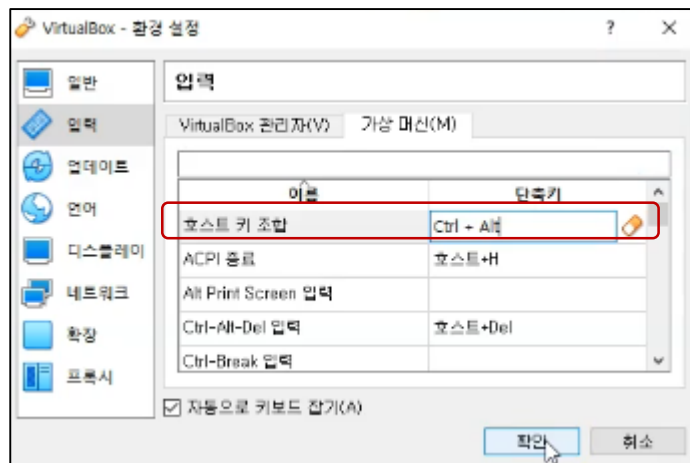 VirtualBox - 환경 설정
일반
입력
업데이트
언어
디스플레이
네트워크
확장
프록시
입력
VirtualBox 관리자(V) 가상 머신(M)
이름 단축키
호스트 키 조합 Ctrl + Alt
ACPI 종료 호스트+H
Alt Print Screen 입력
Ctrl-Alt-Del 입력 호스트+Del
Ctrl-Break 입력
자동으로 키보드 잡기(A)
확인 취소